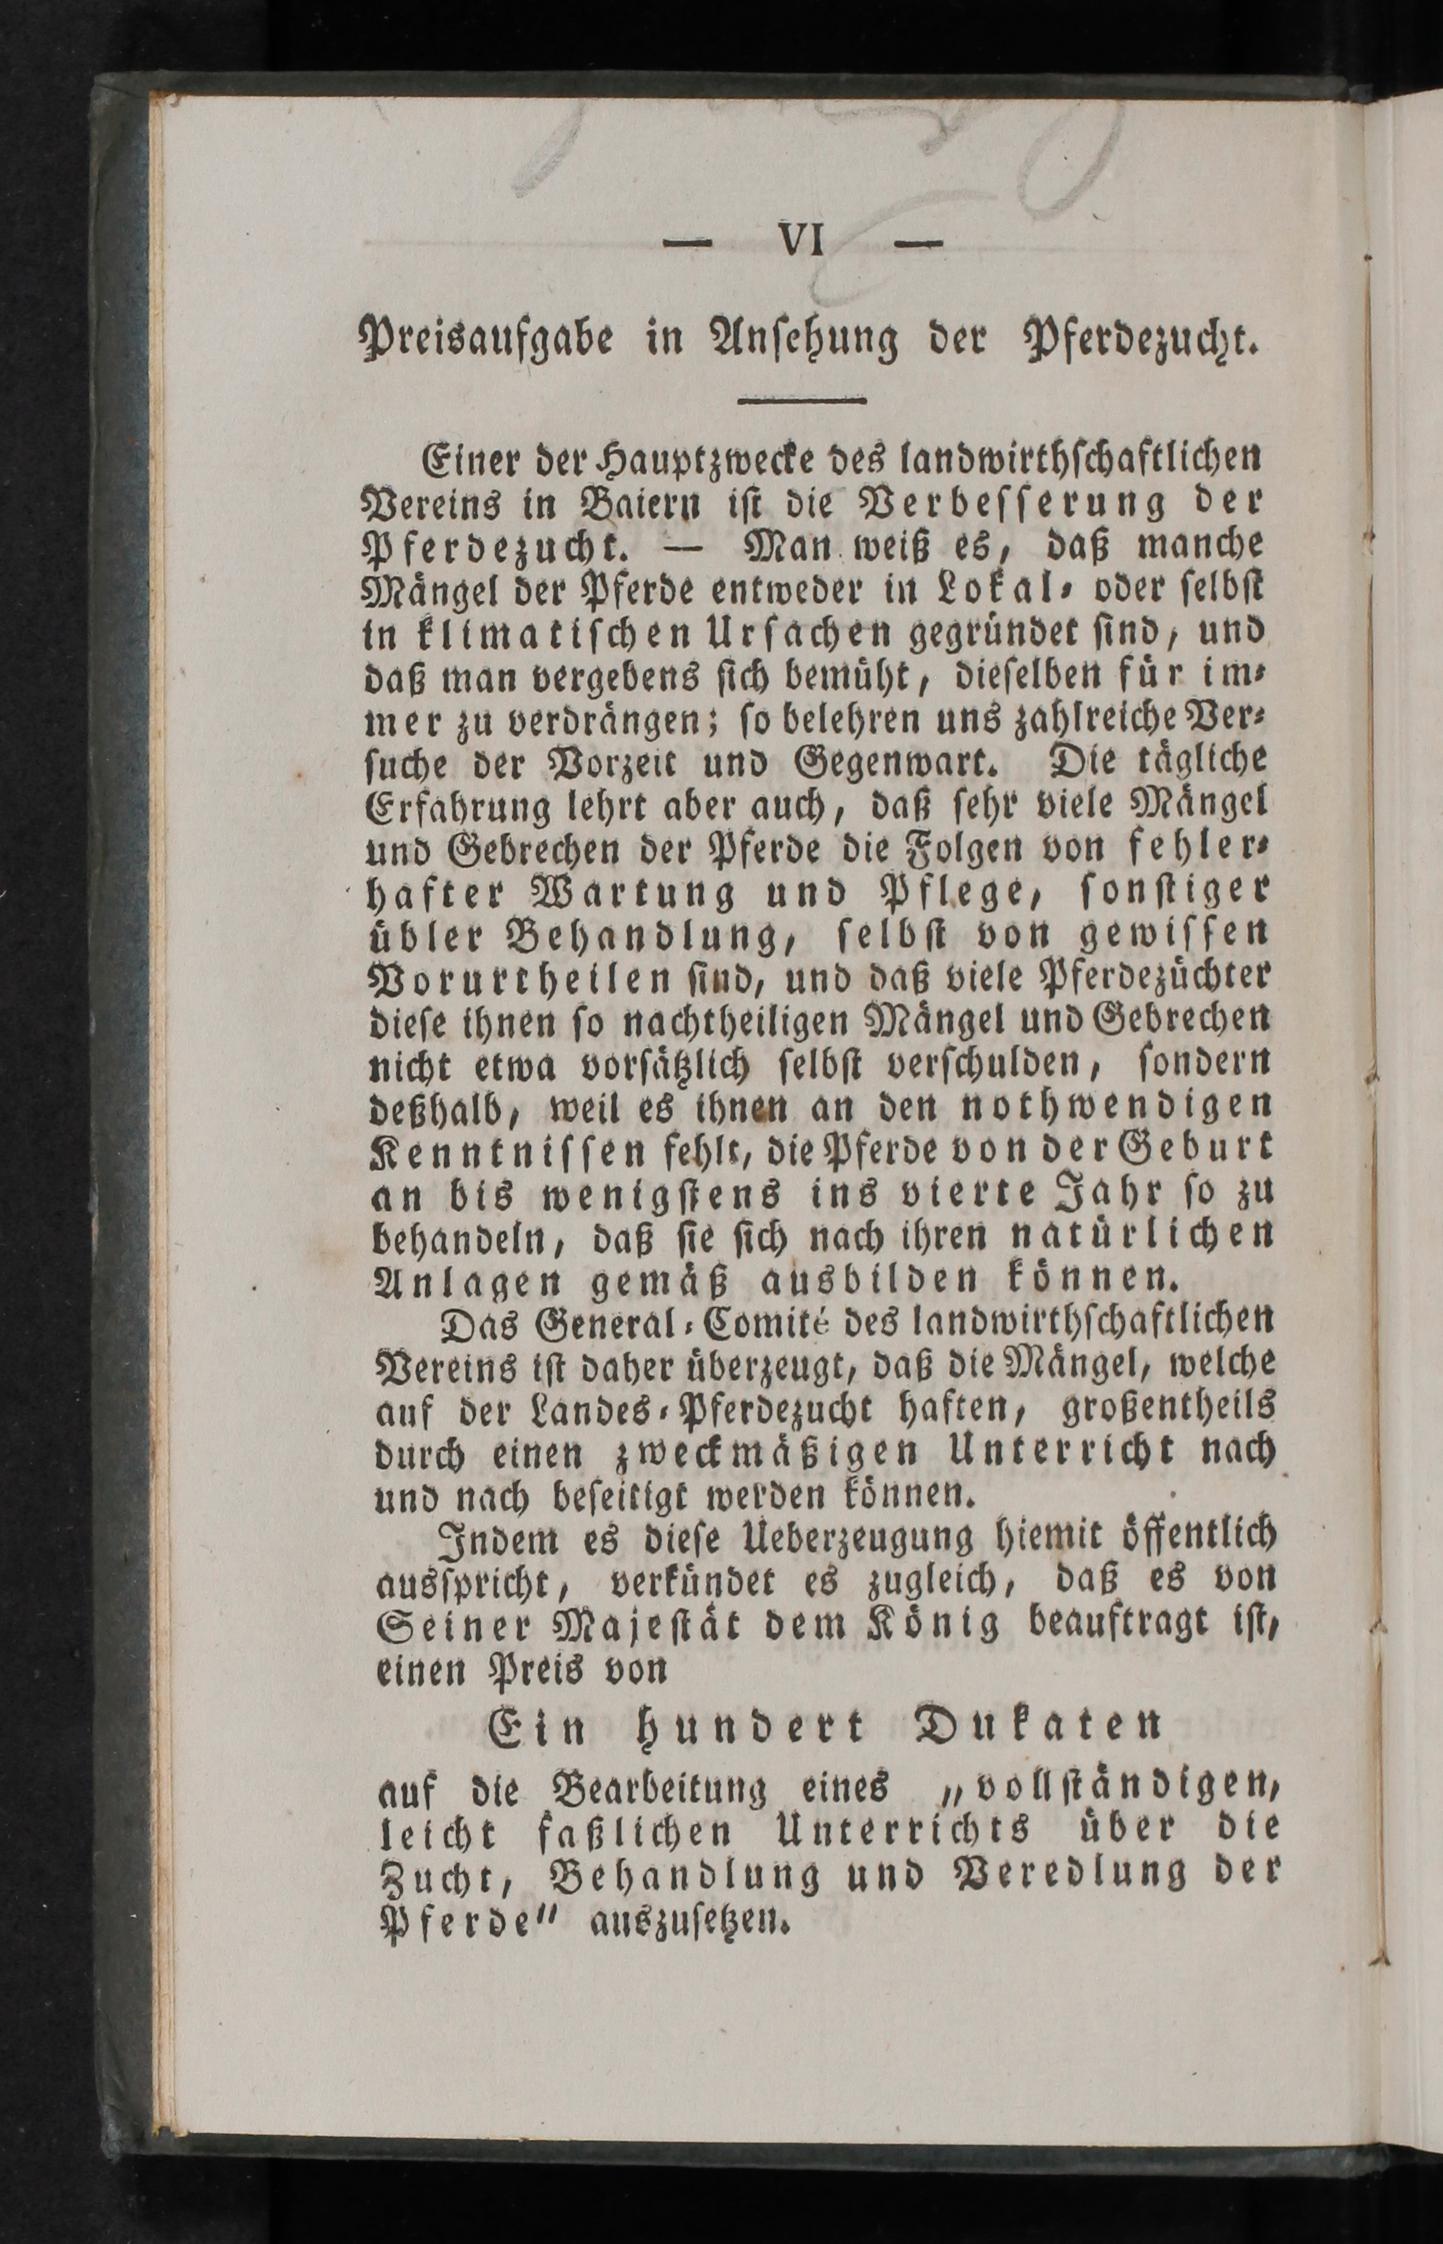 — VI —
Preisaufgabe in Ansehung der Pferdezucht.
Einer der Hauptzwecke des landwirthschaftlichen
Vereins in Baiern ist die Verbesserung der
Pferdezucht. — Man weiß es, daß manche
Mängel der Pferde entweder in Lokal- oder selbst
in klimatischen Ursachen gegründet sind, und
daß man vergebens sich bemüht, dieselben für im-
mer zu verdrängen; so belehren uns zahlreiche Ver-
suche der Vorzeit und Gegenwart. Die tägliche
Erfahrung lehrt aber auch, daß sehr viele Mängel
und Gebrechen der Pferde die Folgen von fehler-
hafter Wartung und Pflege, sonstiger
übler Behandlung, selbst von gewissen
Vorurtheilen sind, und daß viele Pferdezüchter
diese ihnen so nachtheiligen Mängel und Gebrechen
nicht etwa vorsätzlich selbst verschulden, sondern
deßhalb, weil es ihnen an den nothwendigen
Kenntnissen fehlt, die Pferde von der Geburt
an bis wenigstens ins vierte Jahr so zu
behandeln, daß sie sich nach ihren natürlichen
Anlagen gemäß ausbilden können.
Das General-Comité des landwirthschaftlichen
Vereins ist daher überzeugt, daß die Mängel, welche
auf der Landes-Pferdezucht haften, großentheils
durch einen zweckmäßigen Unterricht nach
und nach beseitigt werden können.
Indem es diese Ueberzeugung hiemit öffentlich
ausspricht, verkündet es zugleich, daß es von
Seiner Majestät dem König beauftragt ist,
einen Preis von
Ein hundert Dukaten
auf die Bearbeitung eines „vollständigen,
leicht faßlichen Unterrichts über die
Zucht, Behandlung und Veredlung der
Pferde" auszusetzen.